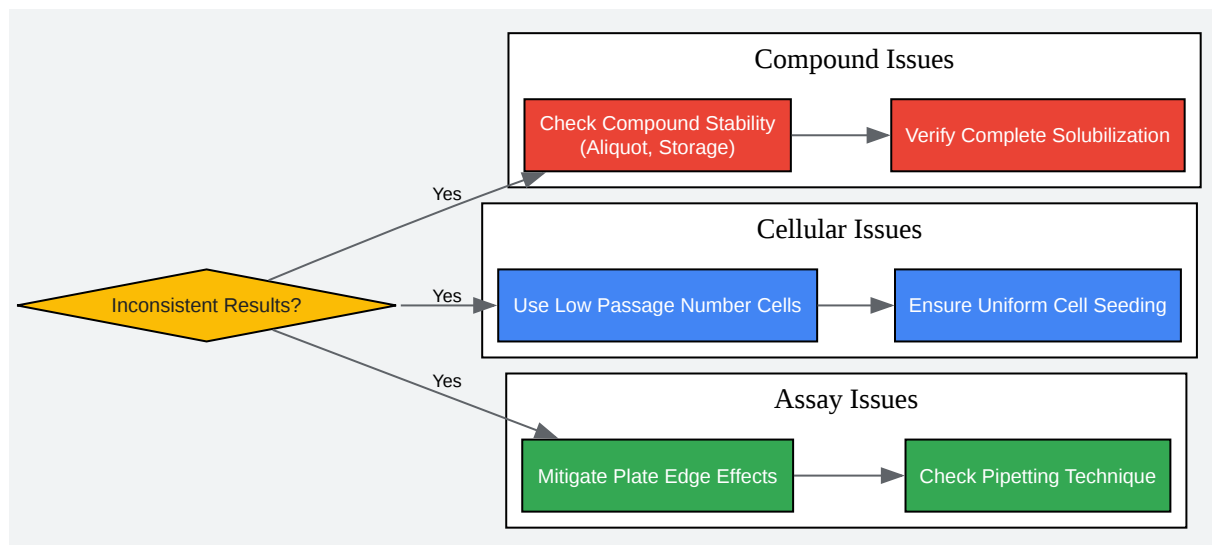 Compound Issues
Check Compound Stability
(Aliquot, Storage)
Verify Complete Solubilization
Yes
Cellular Issues
Inconsistent Results?
Yes
Use Low Passage Number Cells
Ensure Uniform Cell Seeding
Yes
Assay Issues
Mitigate Plate Edge Effects
Check Pipetting Technique